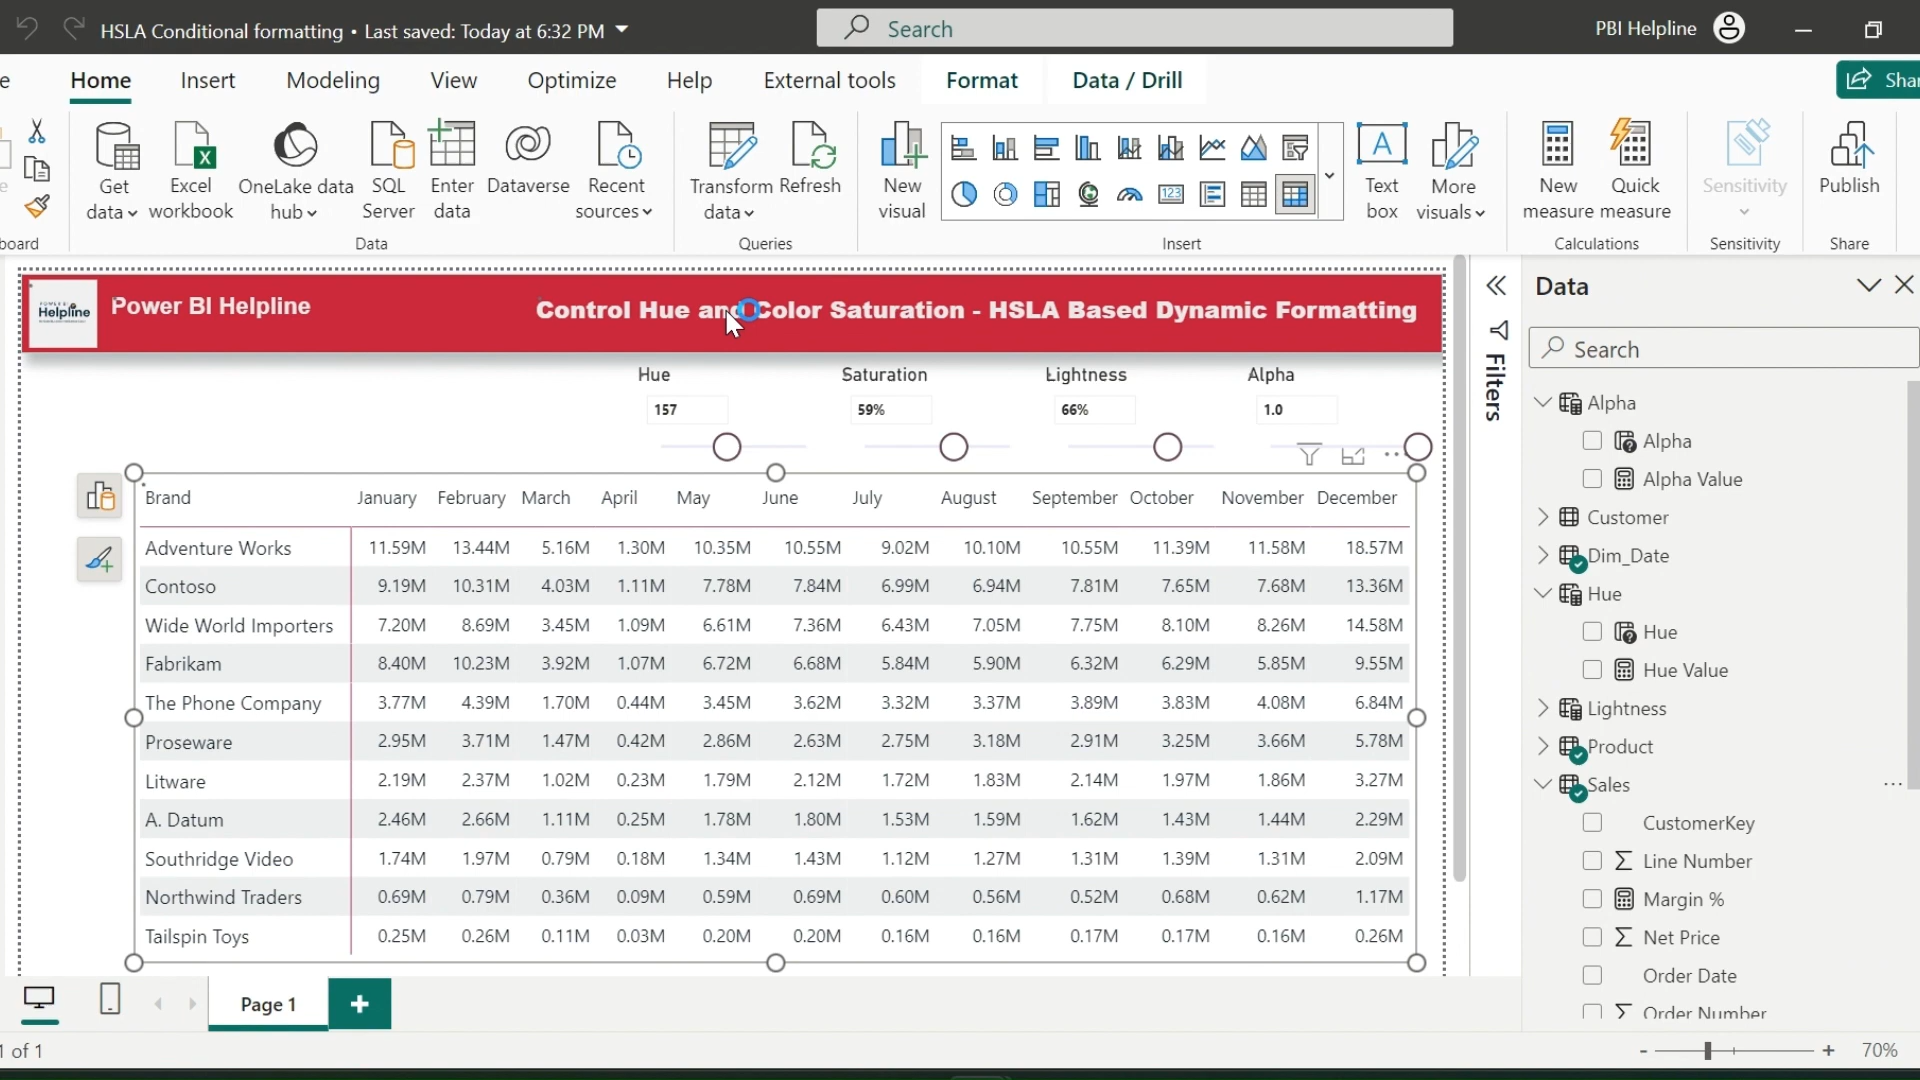 HSLA Conditional formatting • Last saved: Today at 6:32 PM
Search
PBI Helpline
e
Home
Insert
Modeling
View
Optimize
Help
External tools
Format
Data / Drill
Shar
Get data
Excel workbook
OneLake data hub
SQL Server
Enter data
Dataverse
Recent sources
Transform data
Refresh
New visual
123
A
Text box
More visuals
New measure
Quick measure
Sensitivity
Publish
board
Data
Queries
Insert
Calculations
Sensitivity
Share
Helpline
Power BI Helpline
Control Hue and Color Saturation - HSLA Based Dynamic Formatting
Hue Saturation Lightness Alpha
157 59% 66% 1.0
Brand January February March April May June July August September October November December
Adventure Works 11.59M 13.44M 5.16M 1.30M 10.35M 10.55M 9.02M 10.10M 10.55M 11.39M 11.58M 18.57M
Contoso 9.19M 10.31M 4.03M 1.11M 7.78M 7.84M 6.99M 6.94M 7.81M 7.65M 7.68M 13.36M
Wide World Importers 7.20M 8.69M 3.45M 1.09M 6.61M 7.36M 6.43M 7.05M 7.75M 8.10M 8.26M 14.58M
Fabrikam 8.40M 10.23M 3.92M 1.07M 6.72M 6.68M 5.84M 5.90M 6.32M 6.29M 5.85M 9.55M
The Phone Company 3.77M 4.39M 1.70M 0.44M 3.45M 3.62M 3.32M 3.37M 3.89M 3.83M 4.08M 6.84M
Proseware 2.95M 3.71M 1.47M 0.42M 2.86M 2.63M 2.75M 3.18M 2.91M 3.25M 3.66M 5.78M
Litware 2.19M 2.37M 1.02M 0.23M 1.79M 2.12M 1.72M 1.83M 2.14M 1.97M 1.86M 3.27M
A. Datum 2.46M 2.66M 1.11M 0.25M 1.78M 1.80M 1.53M 1.59M 1.62M 1.43M 1.44M 2.29M
Southridge Video 1.74M 1.97M 0.79M 0.18M 1.34M 1.43M 1.12M 1.27M 1.31M 1.39M 1.31M 2.09M
Northwind Traders 0.69M 0.79M 0.36M 0.09M 0.59M 0.69M 0.60M 0.56M 0.52M 0.68M 0.62M 1.17M
Tailspin Toys 0.25M 0.26M 0.11M 0.03M 0.20M 0.20M 0.16M 0.16M 0.17M 0.17M 0.16M 0.26M
Filters
Data
Search
Alpha
Alpha
Alpha Value
Customer
Dim_Date
Hue
Hue
Hue Value
Lightness
Product
Sales
CustomerKey
Line Number
Margin %
Net Price
Order Date
Order Number
Page 1
1 of 1
70%